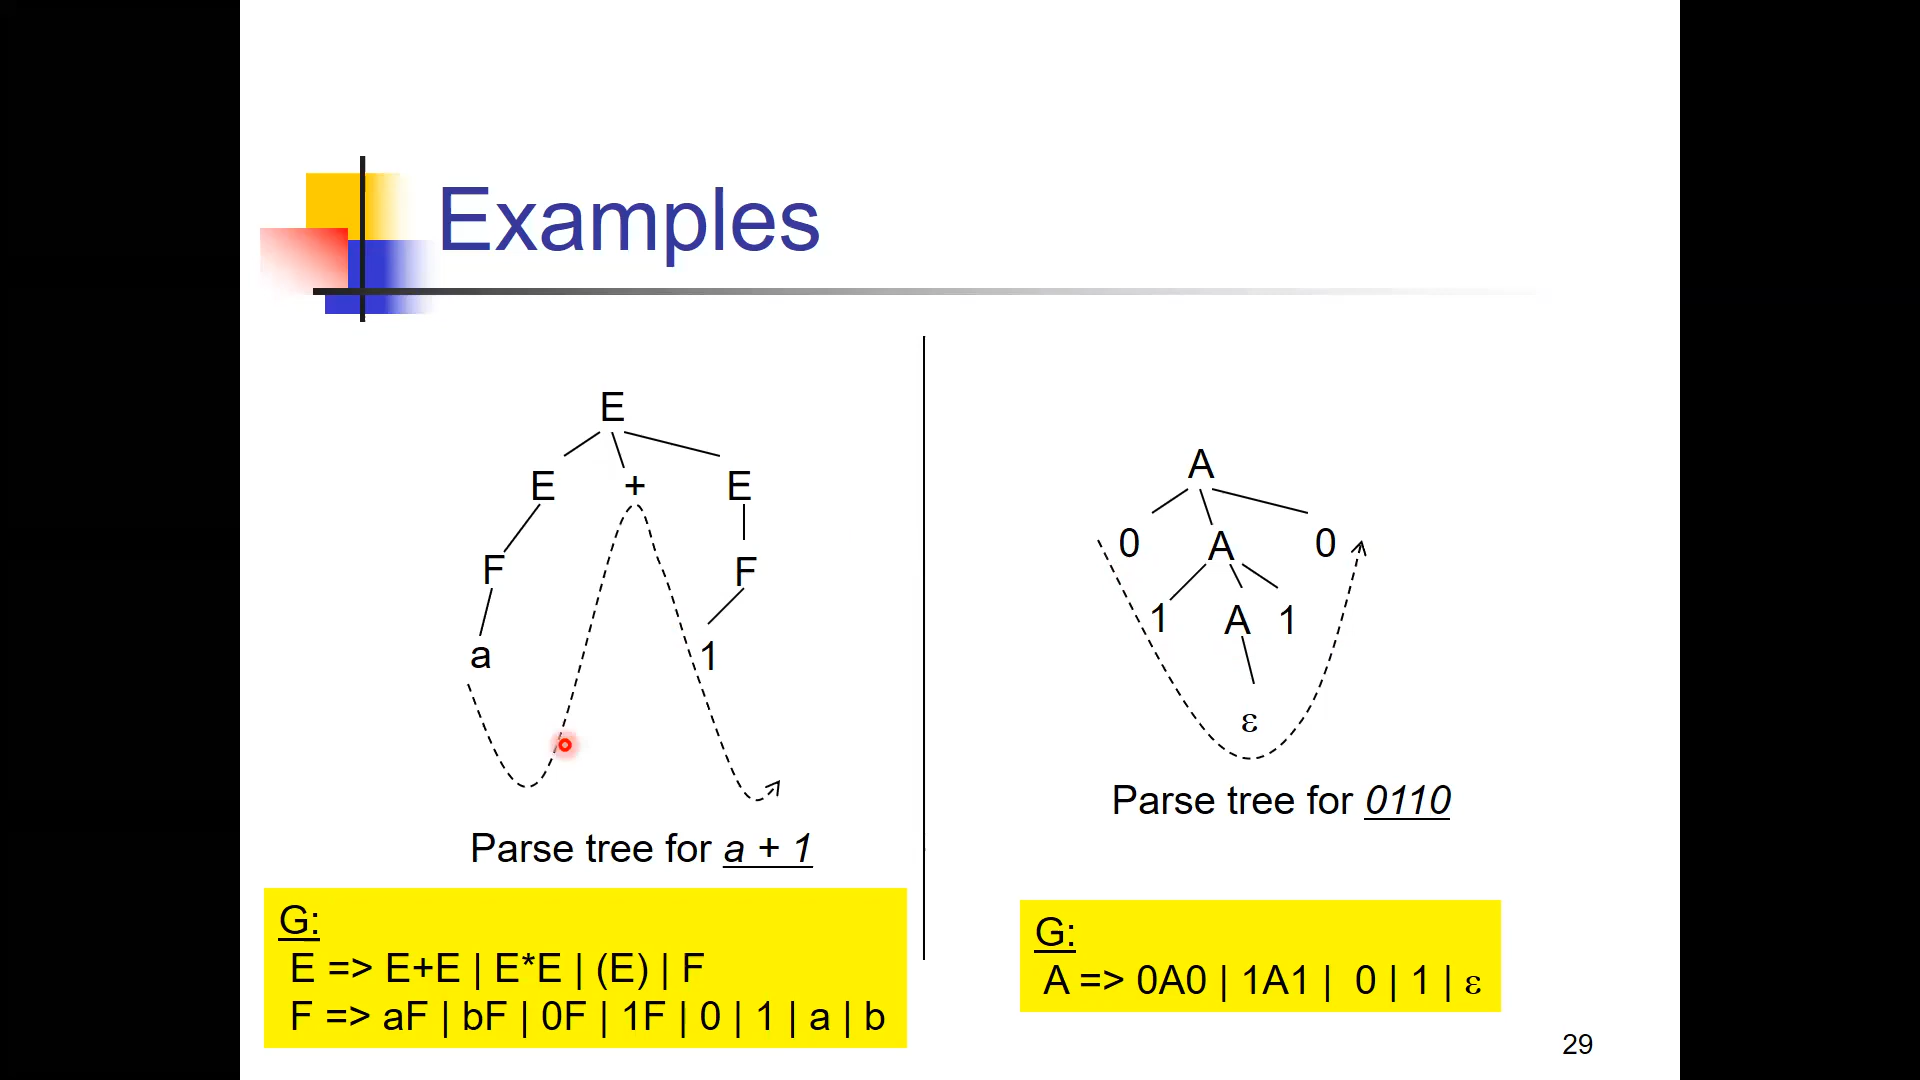 Examples
E
E + E
F F
a 1
Parse tree for a + 1
G:
E => E+E | E*E | (E) | F
F => aF | bF | 0F | 1F | 0 | 1 | a | b
A
0 A 0
1 A 1
ε
Parse tree for 0110
G:
A => 0A0 | 1A1 | 0 | 1 | ε
29